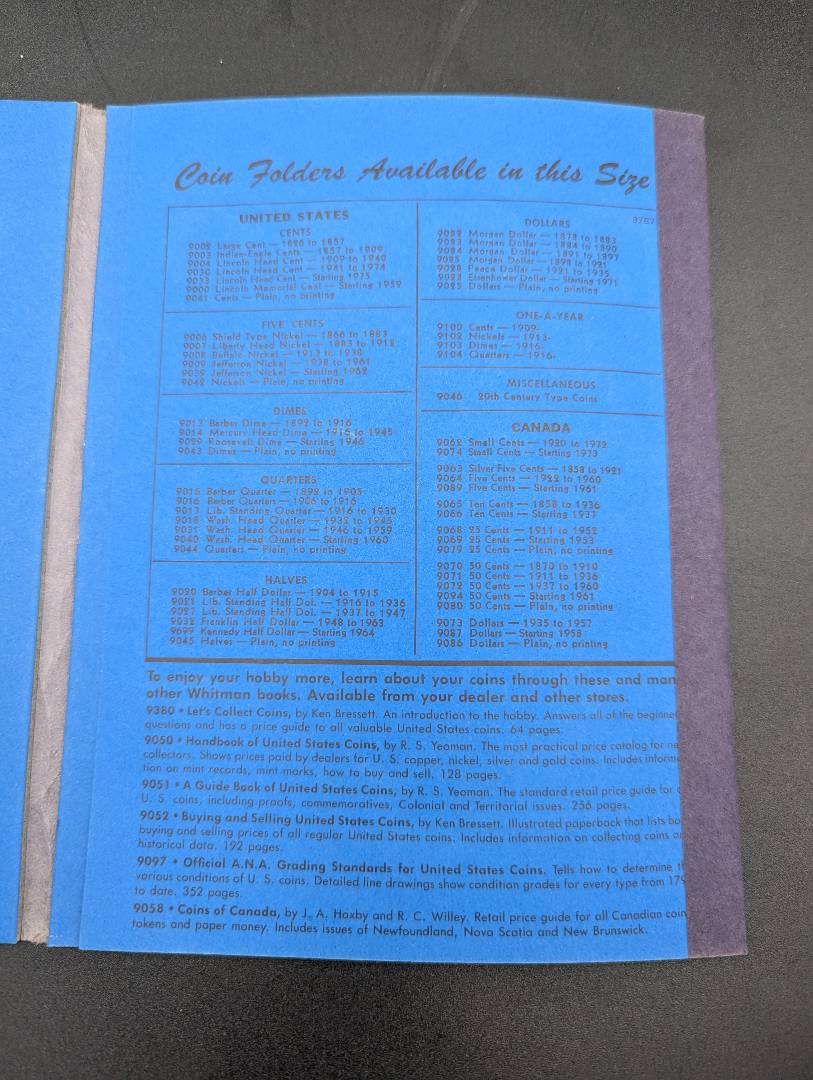 Coin Folders Available in this Size
8767
UNITED STATES
CENTS
9002 Large Cent — 1826 to 1857
9003 Indian-Eagle Cents — 1857 to 1909
9004 Lincoln Head Cent — 1909 to 1940
9030 Lincoln Head Cent — 1941 to 1974
9033 Lincoln Head Cent — Starting 1975
9000 Lincoln Memorial Cent — Starting 1959
9041 Cents — Plain, no printing
FIVE CENTS
9006 Shield Type Nickel — 1866 to 1883
9007 Liberty Head Nickel — 1883 to 1912
9008 Buffalo Nickel — 1913 to 1938
9009 Jefferson Nickel — 1938 to 1961
9039 Jefferson Nickel — Starting 1962
9042 Nickels — Plain, no printing
DIMES
9013 Barber Dime — 1892 to 1916
9014 Mercury Head Dime — 1916 to 1945
9029 Roosevelt Dime — Starting 1946
9043 Dimes — Plain, no printing
QUARTERS
9015 Barber Quarter — 1892 to 1905
9016 Barber Quarters — 1906 to 1916
9017 Lib. Standing Quarter — 1916 to 1930
9018 Wash. Head Quarter — 1932 to 1945
9031 Wash. Head Quarter — 1946 to 1959
9040 Wash. Head Quarter — Starting 1960
9044 Quarters — Plain, no printing
HALVES
9020 Barber Half Dollar — 1904 to 1915
9021 Lib. Standing Half Dol. — 1916 to 1936
9027 Lib. Standing Half Dol. — 1937 to 1947
9032 Franklin Half Dollar — 1948 to 1963
9699 Kennedy Half Dollar — Starting 1964
9045 Halves — Plain, no printing
DOLLARS
9082 Morgan Dollar — 1878 to 1883
9083 Morgan Dollar — 1884 to 1890
9084 Morgan Dollar — 1891 to 1897
9085 Morgan Dollar — 1898 to 1921
9028 Peace Dollar — 1921 to 1935
9023 Eisenhower Dollar — Starting 1971
9025 Dollars — Plain, no printing
ONE-A-YEAR
9100 Cents — 1909-
9102 Nickels — 1913-
9103 Dimes — 1916-
9104 Quarters — 1916-
MISCELLANEOUS
9046 20th Century Type Coins
CANADA
9062 Small Cents — 1920 to 1972
9074 Small Cents — Starting 1973
9063 Silver Five Cents — 1858 to 1921
9064 Five Cents — 1922 to 1960
9089 Five Cents — Starting 1961
9065 Ten Cents — 1858 to 1936
9066 Ten Cents — Starting 1937
9068 25 Cents — 1911 to 1952
9069 25 Cents — Starting 1953
9079 25 Cents — Plain, no printing
9070 50 Cents — 1870 to 1910
9071 50 Cents — 1911 to 1936
9072 50 Cents — 1937 to 1960
9094 50 Cents — Starting 1961
9080 50 Cents — Plain, no printing
9073 Dollars — 1935 to 1957
9087 Dollars — Starting 1958
9086 Dollars — Plain, no printing
To enjoy your hobby more, learn about your coins through these and man
other Whitman books. Available from your dealer and other stores.
9380 • Let's Collect Coins, by Ken Bressett. An introduction to the hobby. Answers all of the beginner
questions and has a price guide to all valuable United States coins. 64 pages.
9050 • Handbook of United States Coins, by R. S. Yeoman. The most practical price catalog for ne
collectors. Shows prices paid by dealers for U. S. copper, nickel, silver and gold coins. Includes inform
tion on mint records, mint marks, how to buy and sell, 128 pages.
9051 • A Guide Book of United States Coins, by R. S. Yeoman. The standard retail price guide for
U. S. coins, including proofs, commemoratives, Colonial and Territorial issues. 256 pages.
9052 • Buying and Selling United States Coins, by Ken Bressett. Illustrated paperback that lists bo
buying and selling prices of all regular United States coins. Includes information on collecting coins a
historical data. 192 pages.
9097 • Official A.N.A. Grading Standards for United States Coins. Tells how to determine t
various conditions of U. S. coins. Detailed line drawings show condition grades for every type from 179
to date. 352 pages.
9058 • Coins of Canada, by J. A. Haxby and R. C. Willey. Retail price guide for all Canadian coin
tokens and paper money. Includes issues of Newfoundland, Nova Scotia and New Brunswick.